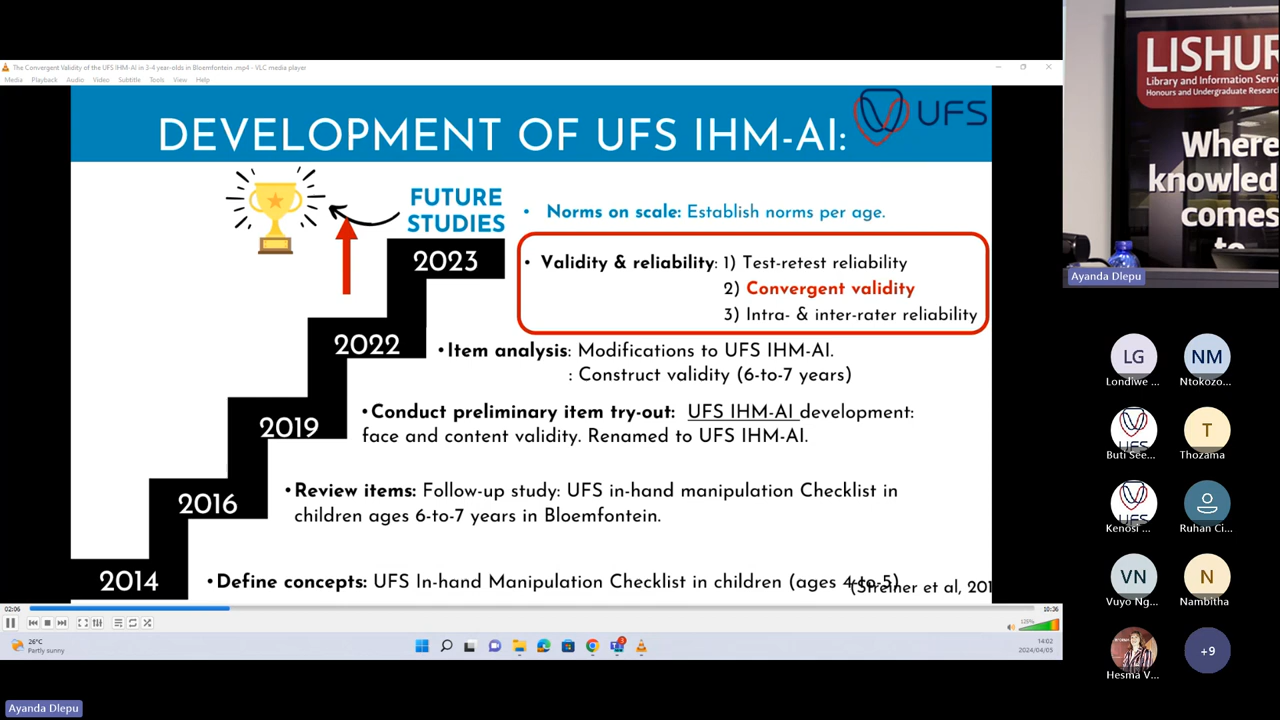 The Convergent Validity of the UFS IHM-AI in 3-4 year-olds in Bloemfontein .mp4 - VLC media player
Media Playback Audio Video Subtitle Tools View Help
DEVELOPMENT OF UFS IHM-AI:
UFS
FUTURE
STUDIES
• Norms on scale: Establish norms per age.
2023
• Validity & reliability: 1) Test-retest reliability
2) Convergent validity
3) Intra- & inter-rater reliability
2022
• Item analysis: Modifications to UFS IHM-AI.
: Construct validity (6-to-7 years)
2019
• Conduct preliminary item try-out: UFS IHM-AI development:
face and content validity. Renamed to UFS IHM-AI.
2016
• Review items: Follow-up study: UFS in-hand manipulation Checklist in
children ages 6-to-7 years in Bloemfontein.
2014
• Define concepts: UFS In-hand Manipulation Checklist in children (ages 4-to-5)
(Streiner et al, 201
02:06
10:36
125%
26°C
Partly sunny
14:02
2024/04/05
Ayanda Dlepu
LISHUR
Library and Information Servi
Honours and Undergraduate Resear
Where
knowled
comes
to
Ayanda Dlepu
LG
Londiwe ...
NM
Ntokozo...
UFS
Buti See...
T
Thozama
UFS
Kenosi ...
Ruhan Ci...
VN
Vuyo Ng...
N
Nambitha
Hesma V...
+9